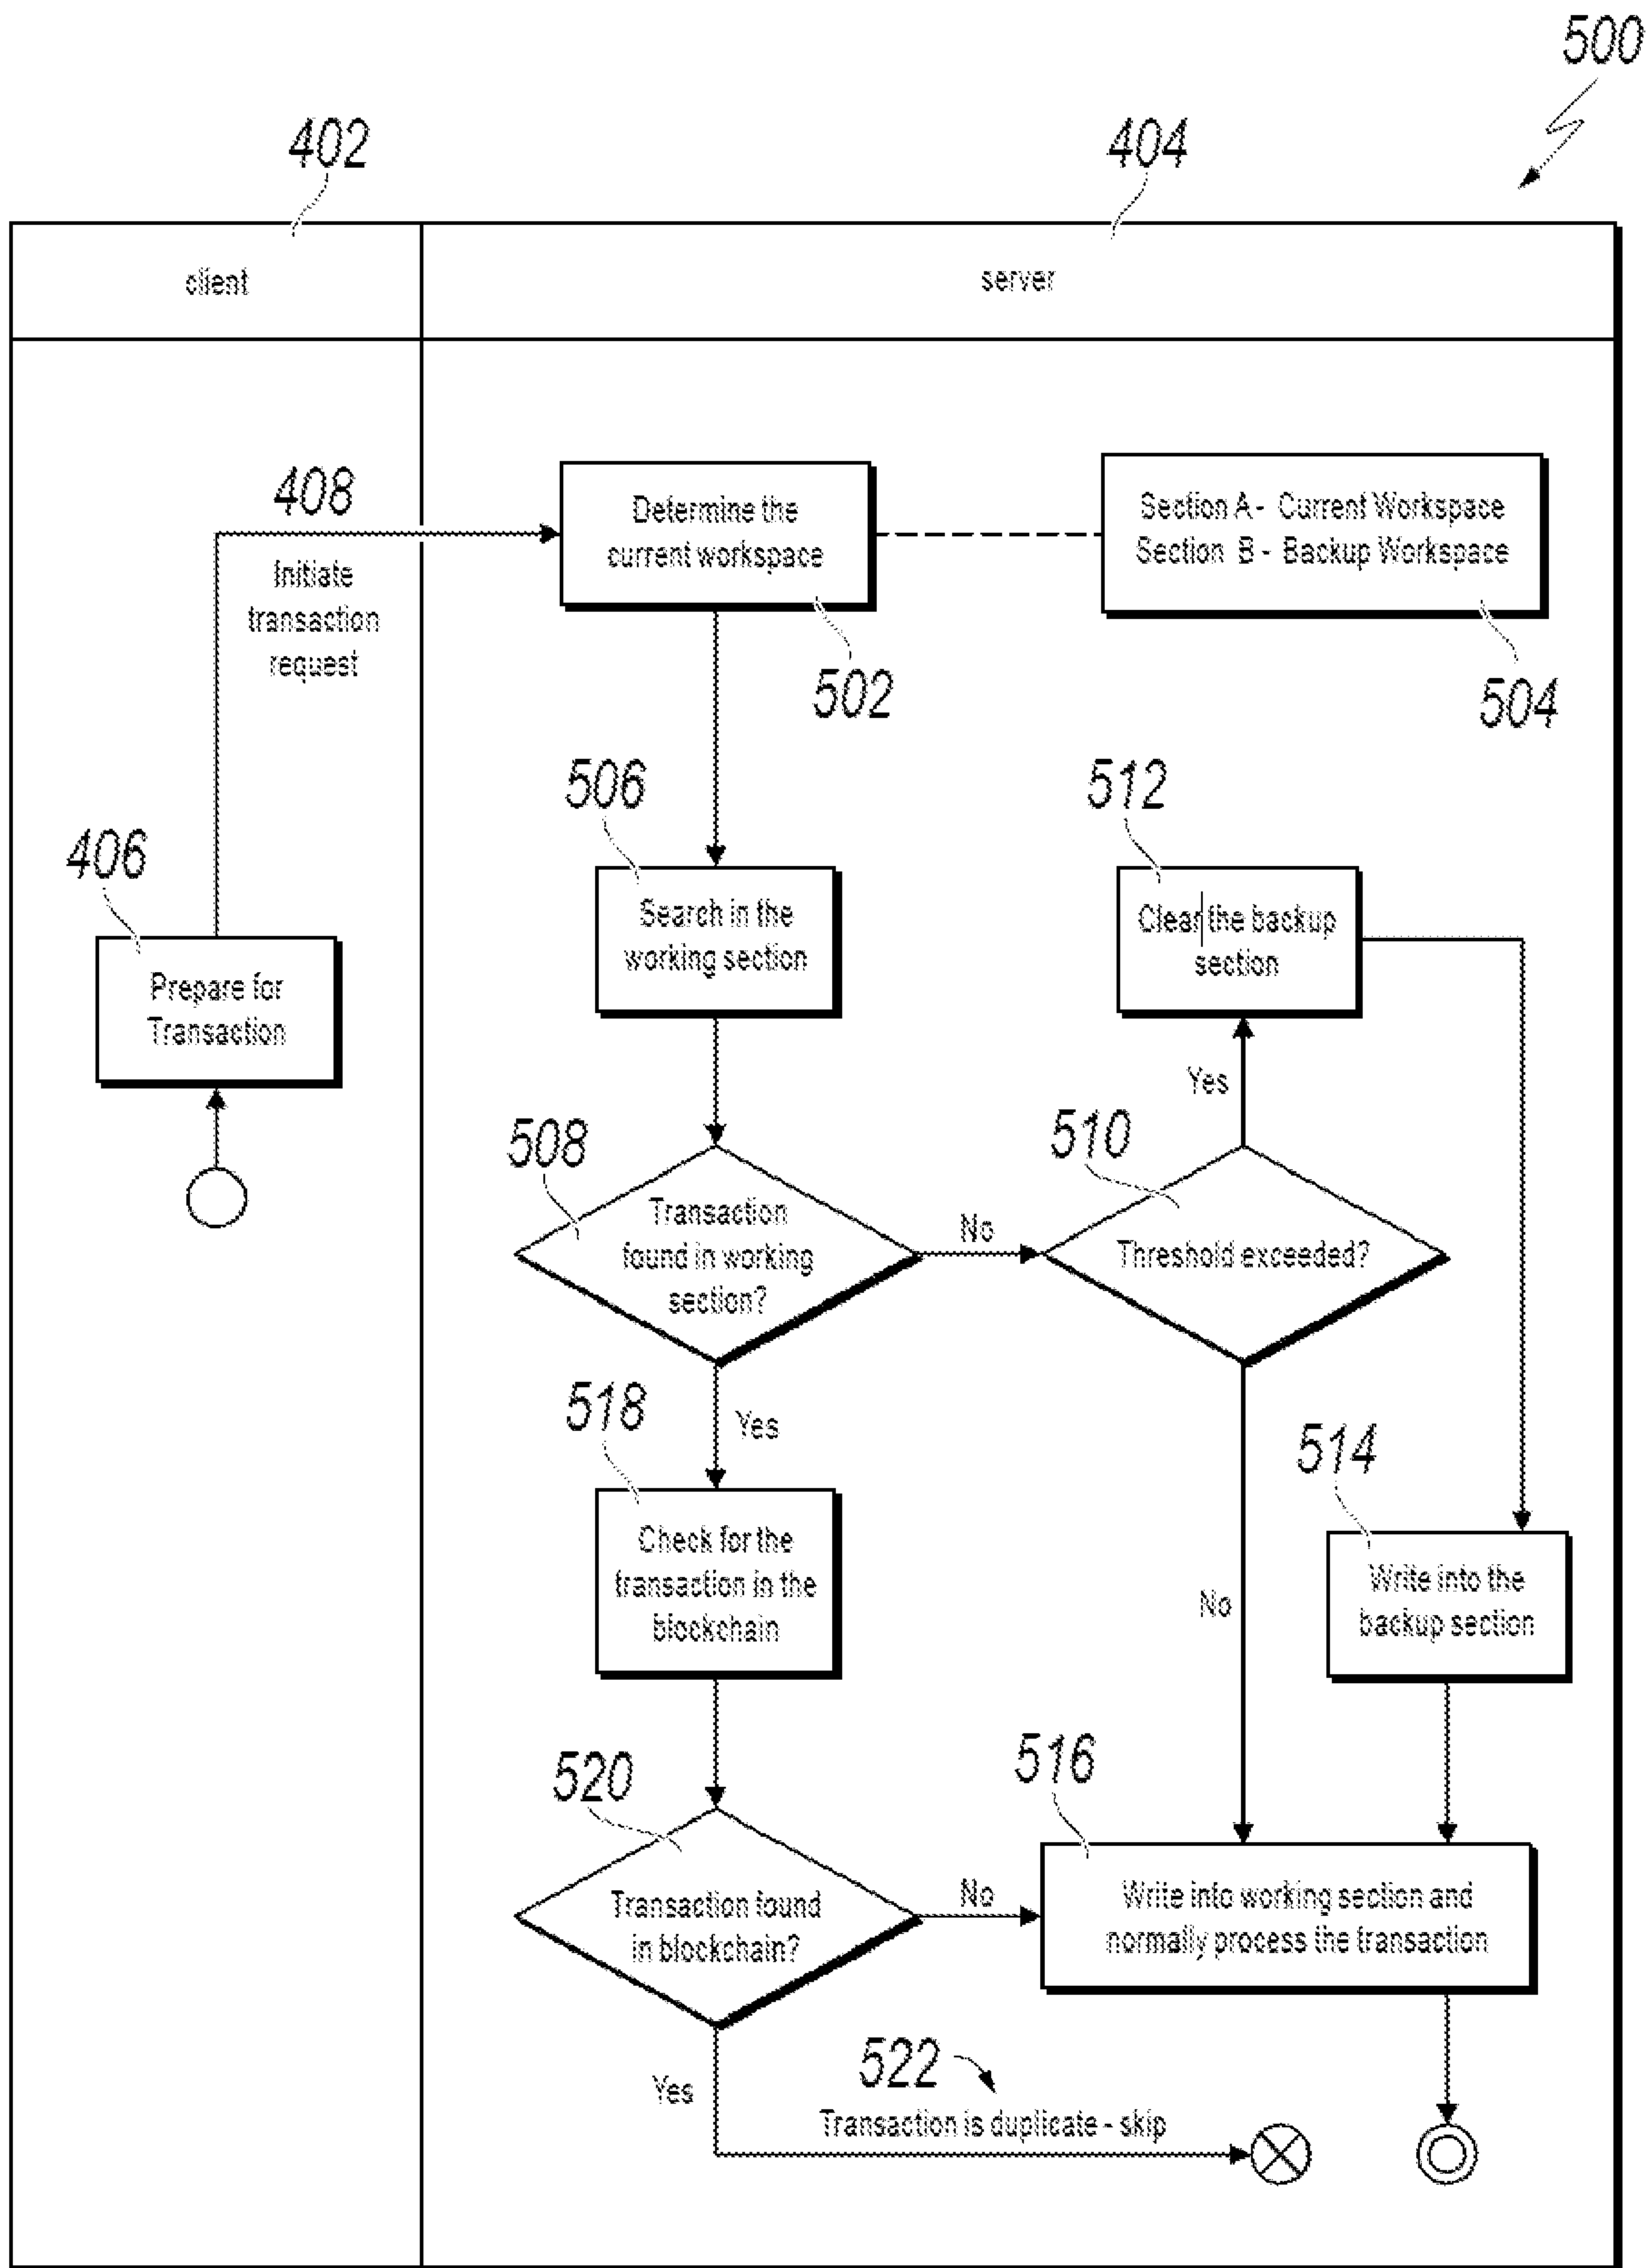 500
402
404
client
server
408
Initiate
transaction
request
Determine the
current workspace
502
Section A - Current Workspace
Section B - Backup Workspace
504
506
Search in the
working section
512
Clear the backup
section
406
Prepare for
Transaction
Yes
508
Transaction
found in working
section?
No
510
Threshold exceeded?
Yes
518
Check for the
transaction in the
blockchain
No
514
Write into the
backup section
520
Transaction found
in blockchain?
No
516
Write into working section and
normally process the transaction
Yes
522
Transaction is duplicate - skip